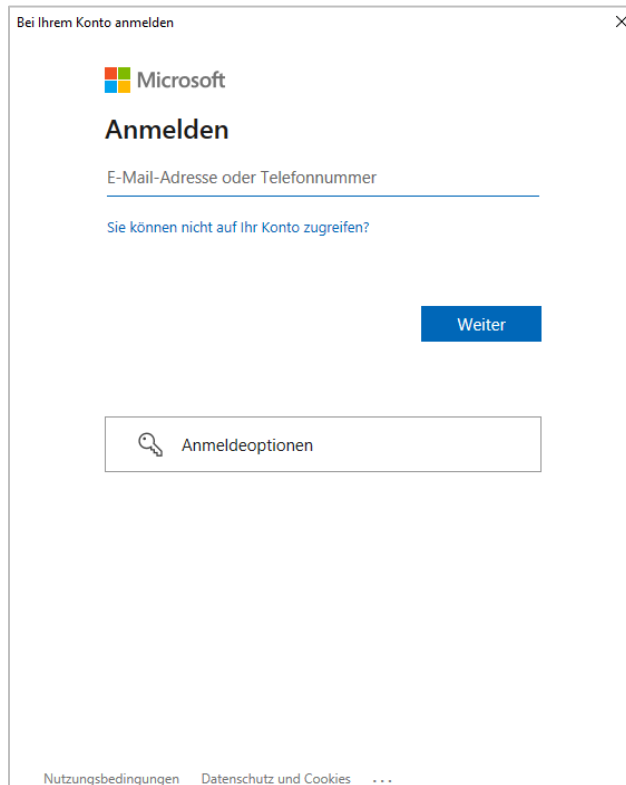 Bei Ihrem Konto anmelden
Microsoft
Anmelden
E-Mail-Adresse oder Telefonnummer
Sie können nicht auf Ihr Konto zugreifen?
Weiter
Anmeldeoptionen
Nutzungsbedingungen Datenschutz und Cookies ...